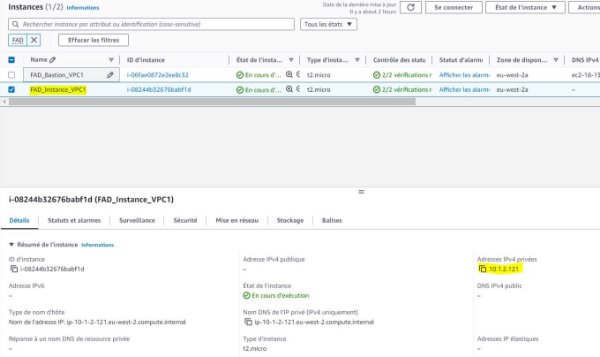 Instances (1/2) Informations
Date de la dernière mise à jour
il y a about 2 hours
Se connecter
État de l'instance
Actions
Rechercher Instance par attribut ou identification (case-sensitive)
Tous les états
FAD X
Effacer les filtres
Name
ID d'instance
État de l'insta...
Type d'insta...
Contrôle des stats
Statut d'alarm
Zone de dispo...
DNS IPv4
FAD_Bastion_VPC1
i-06fae0872e2ee8c32
En cours d'...
t2.micro
2/2 vérifications r
Afficher les alarme
eu-west-2a
ec2-18-13
FAD_Instance_VPC1
i-08244b32676babf1d
En cours d'...
t2.micro
2/2 vérifications r
Afficher les alarme
eu-west-2a
–
i-08244b32676babf1d (FAD_Instance_VPC1)
Détails
Statuts et alarmes
Surveillance
Sécurité
Mise en réseau
Stockage
Balises
Résumé de l'instance Informations
ID d'instance
Adresse IPv4 publique
Adresses IPv4 privées
i-08244b32676babf1d
–
10.1.2.121
Adresse IPv6
État de l'instance
DNS IPv4 public
–
En cours d'exécution
–
Type de nom d'hôte
Nom DNS de l'IP privé (IPv4 uniquement)
Nom de l'adresse IP: ip-10-1-2-121.eu-west-2.compute.internal
ip-10-1-2-121.eu-west-2.compute.internal
Réponse à un nom DNS de ressource privée
Type d'instance
Adresses IP élastiques
–
t2.micro
–